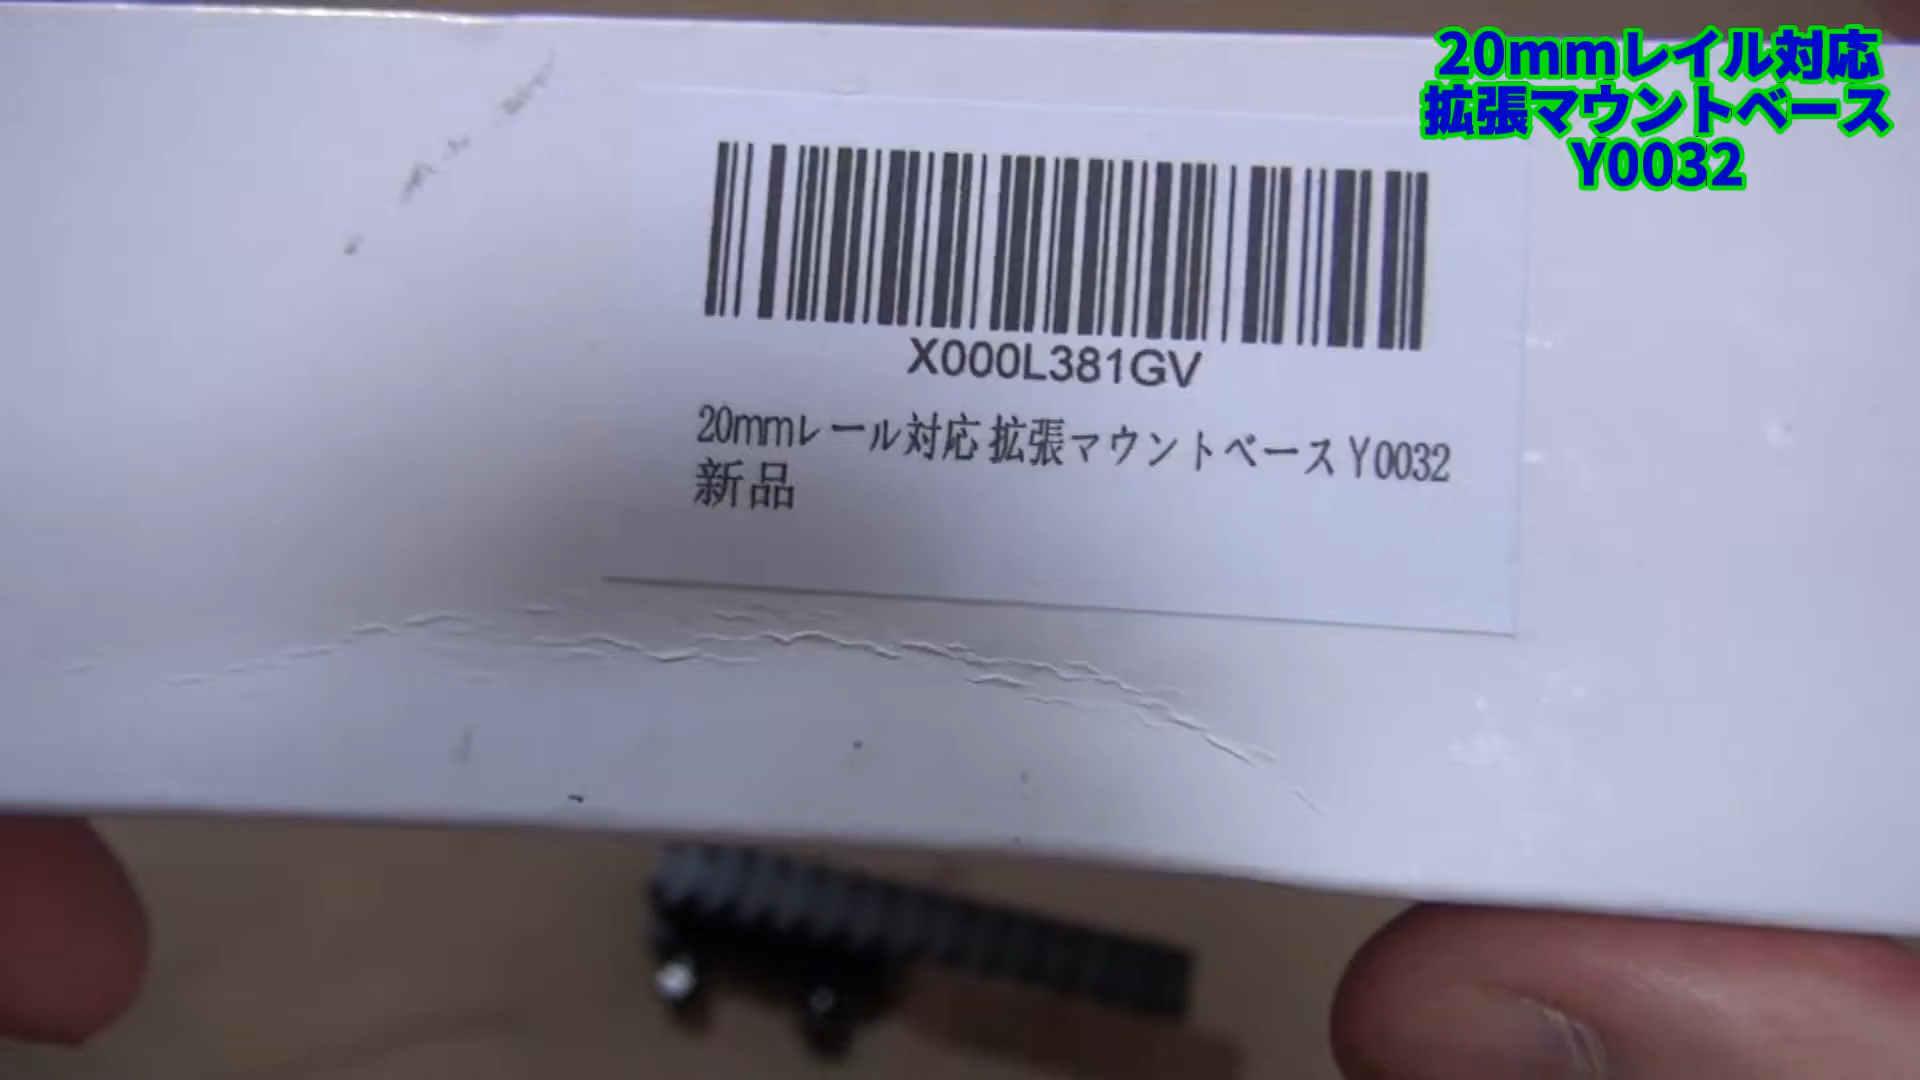 20mmレイル対応
拡張マウントベース
Y0032
X000L381GV
20mmレール対応 拡張マウントベース Y0032
新品